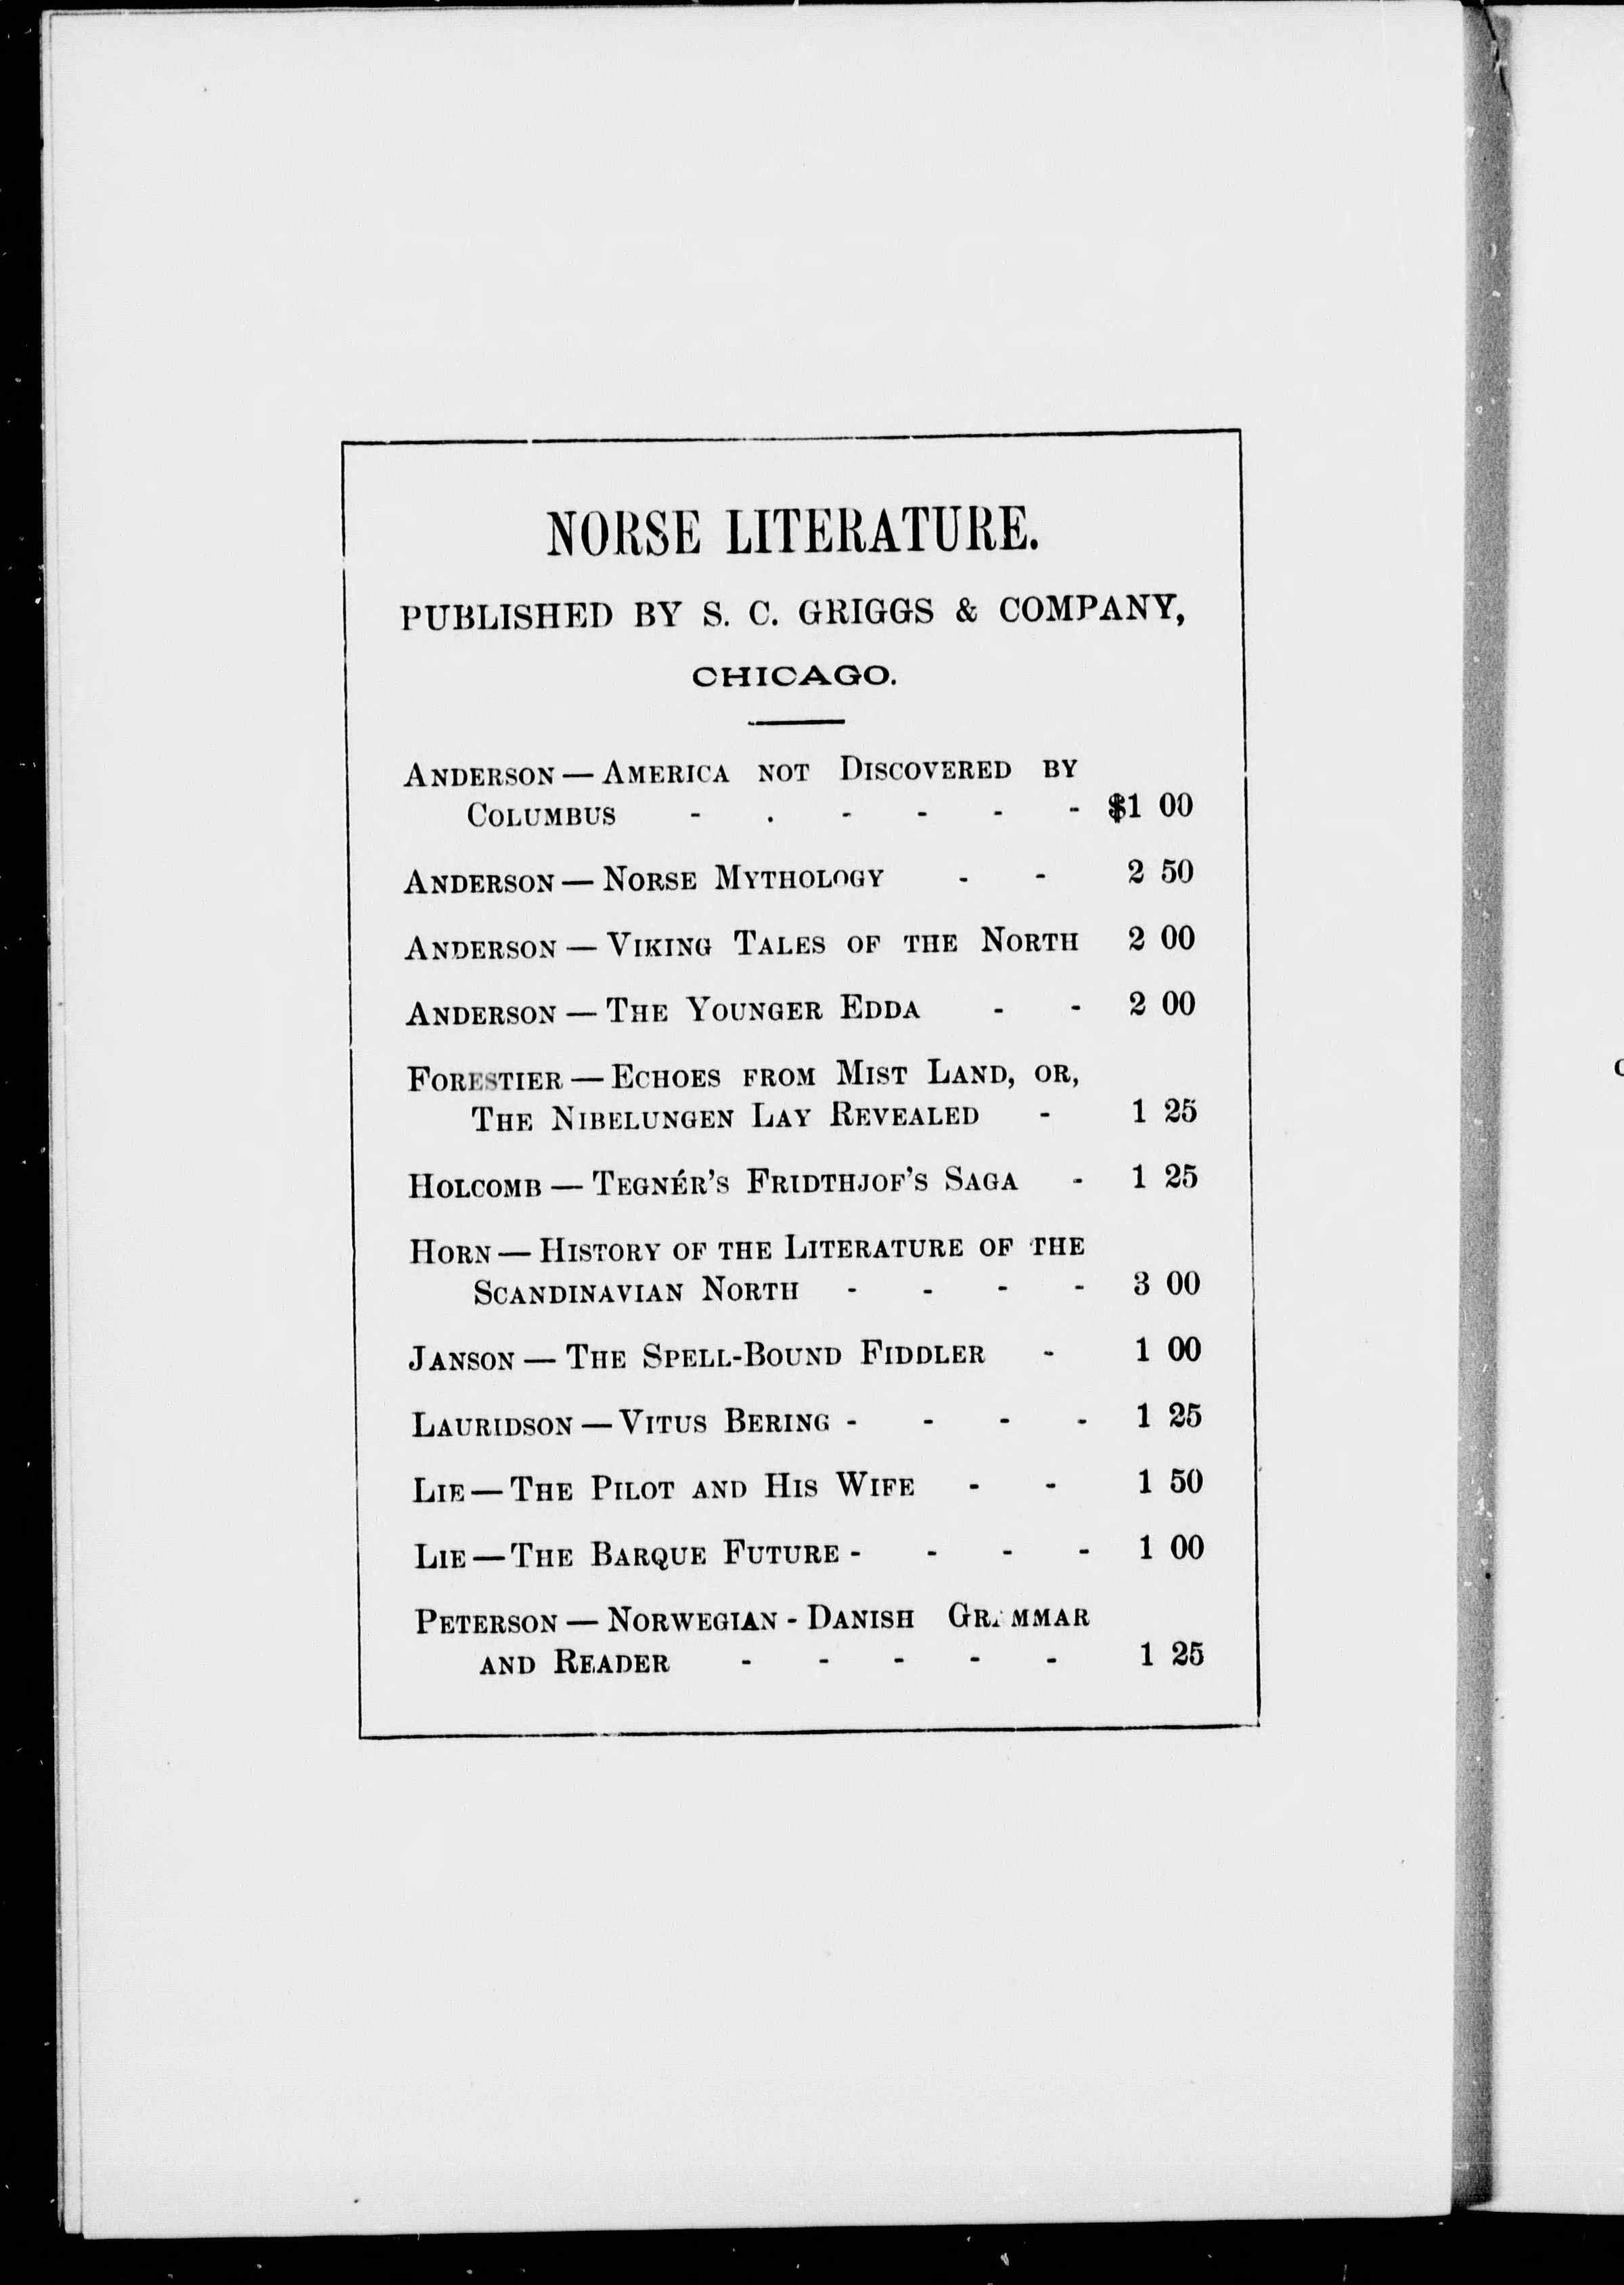 NORSE LITERATURE.
PUBLISHED BY S. C. GRIGGS & COMPANY,
CHICAGO.
ANDERSON — AMERICA NOT DISCOVERED BY
COLUMBUS - . - - - - $1 00
ANDERSON — NORSE MYTHOLOGY - - 2 50
ANDERSON — VIKING TALES OF THE NORTH 2 00
ANDERSON — THE YOUNGER EDDA - - 2 00
FORESTIER — ECHOES FROM MIST LAND, OR,
THE NIBELUNGEN LAY REVEALED - 1 25
HOLCOMB — TEGNÉR'S FRIDTHJOF'S SAGA - 1 25
HORN — HISTORY OF THE LITERATURE OF THE
SCANDINAVIAN NORTH - - - - 3 00
JANSON — THE SPELL-BOUND FIDDLER - 1 00
LAURIDSON — VITUS BERING - - - - 1 25
LIE — THE PILOT AND HIS WIFE - - 1 50
LIE — THE BARQUE FUTURE - - - - 1 00
PETERSON — NORWEGIAN - DANISH GRAMMAR
AND READER - - - - - 1 25